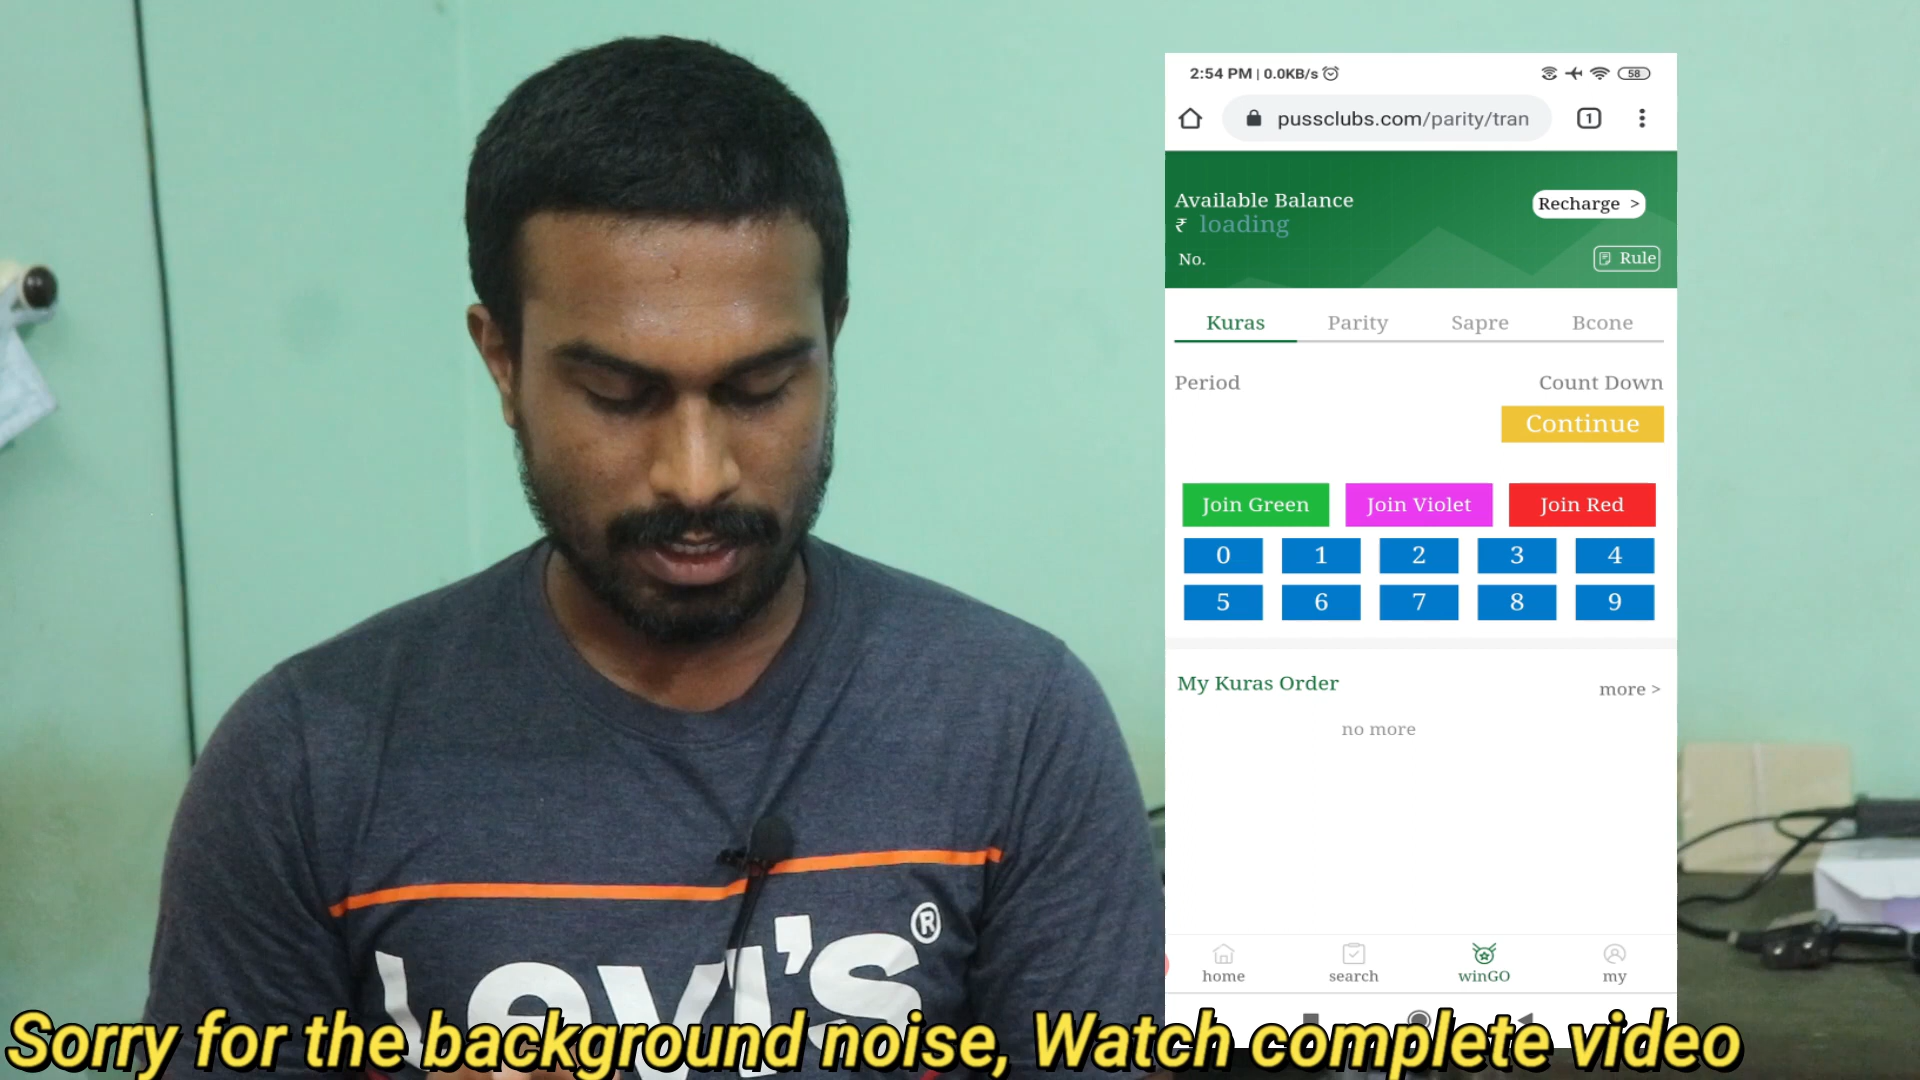 2:54 PM | 0.0KB/s
58
pussclubs.com/parity/tran
1
Available Balance
Recharge >
₹ loading
No.
Rule
Kuras Parity Sapre Bcone
Period Count Down
Continue
Join Green Join Violet Join Red
0 1 2 3 4
5 6 7 8 9
My Kuras Order
more >
no more
home search winGO my
Levi's®
Sorry for the background noise, Watch complete video